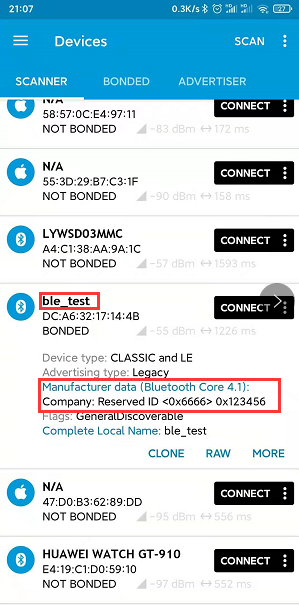 21:07 0.3K/s
Devices SCAN
SCANNER BONDED ADVERTISER
N/A
58:57:0C:E4:97:11 CONNECT
NOT BONDED -83 dBm 172 ms
N/A
55:3D:29:B7:C3:1F CONNECT
NOT BONDED -90 dBm 158 ms
LYWSD03MMC
A4:C1:38:AA:9A:1C CONNECT
NOT BONDED -57 dBm 1593 ms
ble_test
DC:A6:32:17:14:4B CONNECT
BONDED -55 dBm 1226 ms
Device type: CLASSIC and LE
Advertising type: Legacy
Manufacturer data (Bluetooth Core 4.1):
Company: Reserved ID <0x6666> 0x123456
Flags: GeneralDiscoverable
Complete Local Name: ble_test
CLONE RAW MORE
N/A
47:D0:B3:62:89:DD CONNECT
NOT BONDED -95 dBm 556 ms
HUAWEI WATCH GT-910
E4:19:C1:D0:59:10 CONNECT
NOT BONDED -97 dBm 552 ms